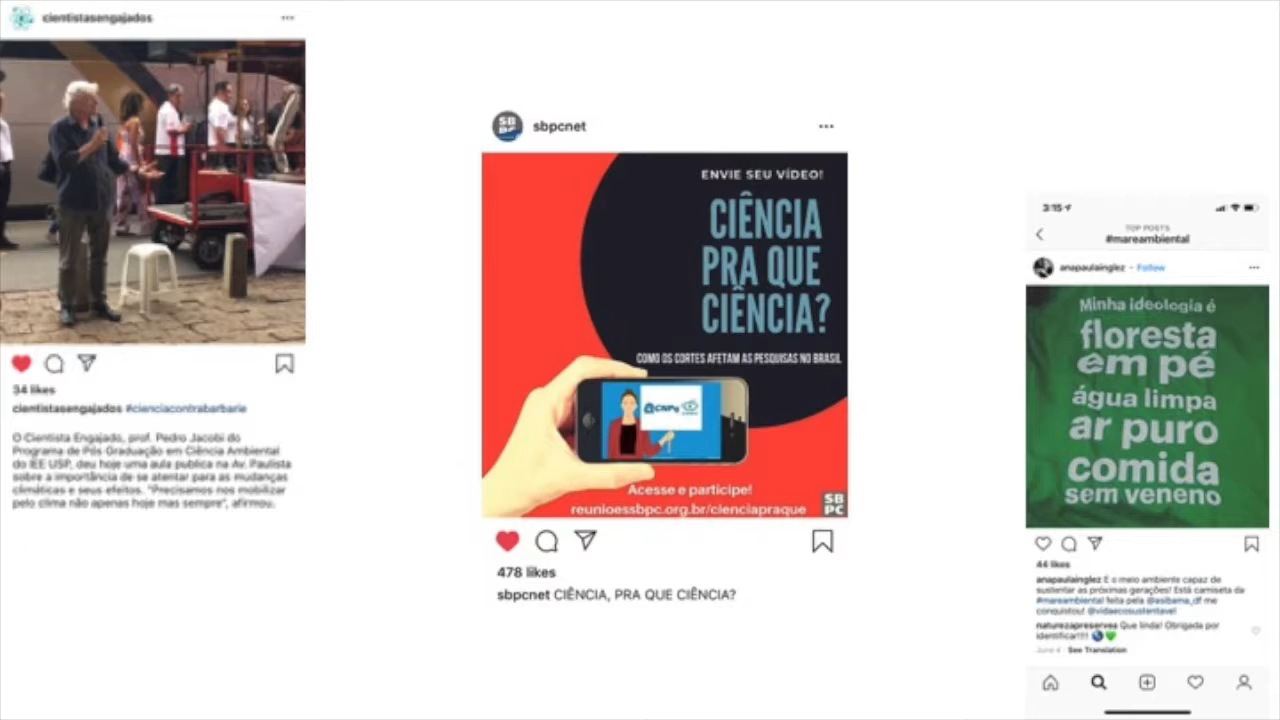 cientistasengajados
34 likes
cientistasengajados #cienciacontrabarbarie
O Cientista Engajado, prof. Pedro Jacobi do
Programa de Pós Graduação em Ciência Ambiental
do IEE USP, deu hoje uma aula publica na Av. Paulista
sobre a importância de se atentar para as mudanças
climáticas e seus efeitos. "Precisamos nos mobilizar
pelo clima não apenas hoje mas sempre", afirmou.
SB
PC
sbpcnet
ENVIE SEU VÍDEO!
CIÊNCIA
PRA QUE
CIÊNCIA?
COMO OS CORTES AFETAM AS PESQUISAS NO BRASIL
CNPq
Acesse e participe!
reunioessbpc.org.br/cienciapraque
SB
PC
478 likes
sbpcnet CIÊNCIA, PRA QUE CIÊNCIA?
3:15
TOP POSTS
#mareambiental
anapaulainglez · Follow
Minha ideologia é
floresta
em pé
água limpa
ar puro
comida
sem veneno
44 likes
anapaulainglez E o meio ambiente capaz de
sustentar as próximas gerações! Está camiseta da
#mareambiental feita pela @asibama_df me
conquistou! @vidaecosustentavel
naturezapreservea Que linda! Obrigada por
identificar!!!!
June 4 · See Translation